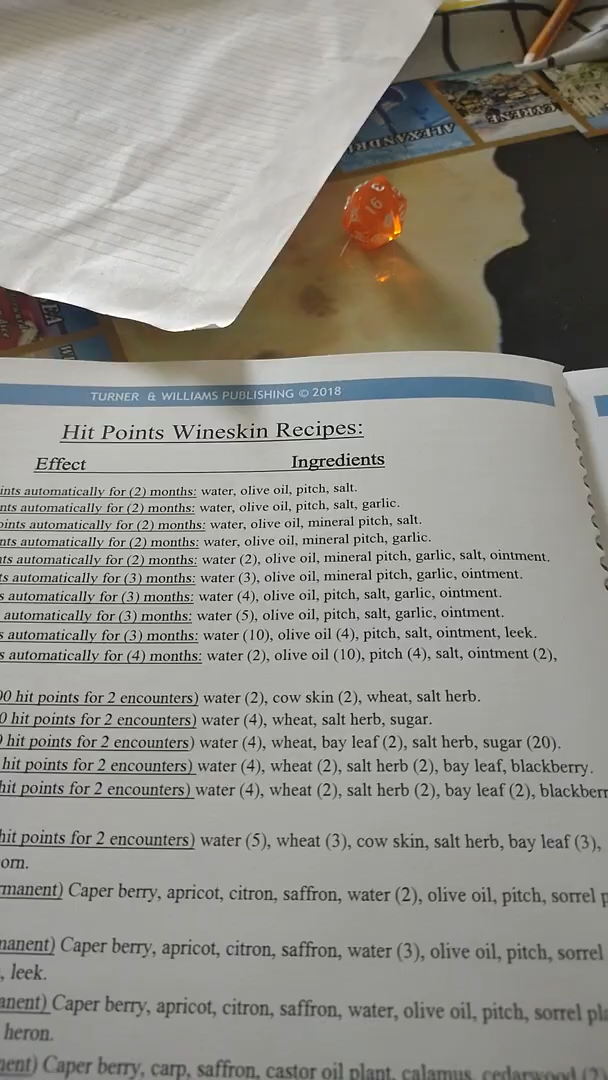 CYRENE
ALEXANDRI
16
TURNER & WILLIAMS PUBLISHING © 2018
Hit Points Wineskin Recipes:
Effect Ingredients
ints automatically for (2) months: water, olive oil, pitch, salt.
nts automatically for (2) months: water, olive oil, pitch, salt, garlic.
oints automatically for (2) months: water, olive oil, mineral pitch, salt.
nts automatically for (2) months: water, olive oil, mineral pitch, garlic.
ts automatically for (2) months: water (2), olive oil, mineral pitch, garlic, salt, ointment.
ts automatically for (3) months: water (3), olive oil, mineral pitch, garlic, ointment.
s automatically for (3) months: water (4), olive oil, pitch, salt, garlic, ointment.
automatically for (3) months: water (5), olive oil, pitch, salt, garlic, ointment.
s automatically for (3) months: water (10), olive oil (4), pitch, salt, ointment, leek.
s automatically for (4) months: water (2), olive oil (10), pitch (4), salt, ointment (2),
00 hit points for 2 encounters) water (2), cow skin (2), wheat, salt herb.
0 hit points for 2 encounters) water (4), wheat, salt herb, sugar.
hit points for 2 encounters) water (4), wheat, bay leaf (2), salt herb, sugar (20).
hit points for 2 encounters) water (4), wheat (2), salt herb (2), bay leaf, blackberry.
hit points for 2 encounters) water (4), wheat (2), salt herb (2), bay leaf (2), blackberr
hit points for 2 encounters) water (5), wheat (3), cow skin, salt herb, bay leaf (3),
orn.
rmanent) Caper berry, apricot, citron, saffron, water (2), olive oil, pitch, sorrel p
manent) Caper berry, apricot, citron, saffron, water (3), olive oil, pitch, sorrel
, leek.
anent) Caper berry, apricot, citron, saffron, water, olive oil, pitch, sorrel pla
heron.
nent) Caper berry, carp, saffron, castor oil plant, calamus, cedarwood (2)